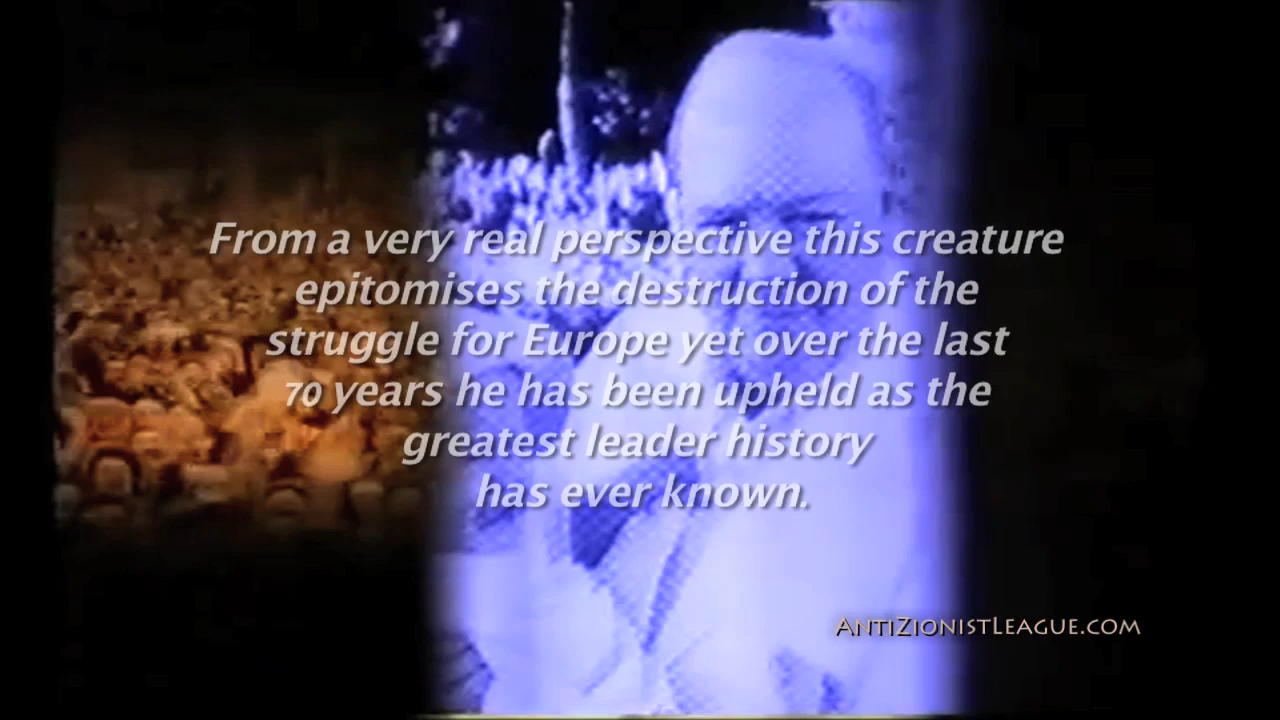 From a very real perspective this creature
epitomises the destruction of the
struggle for Europe yet over the last
70 years he has been upheld as the
greatest leader history
has ever known.
AntiZionistLeague.com